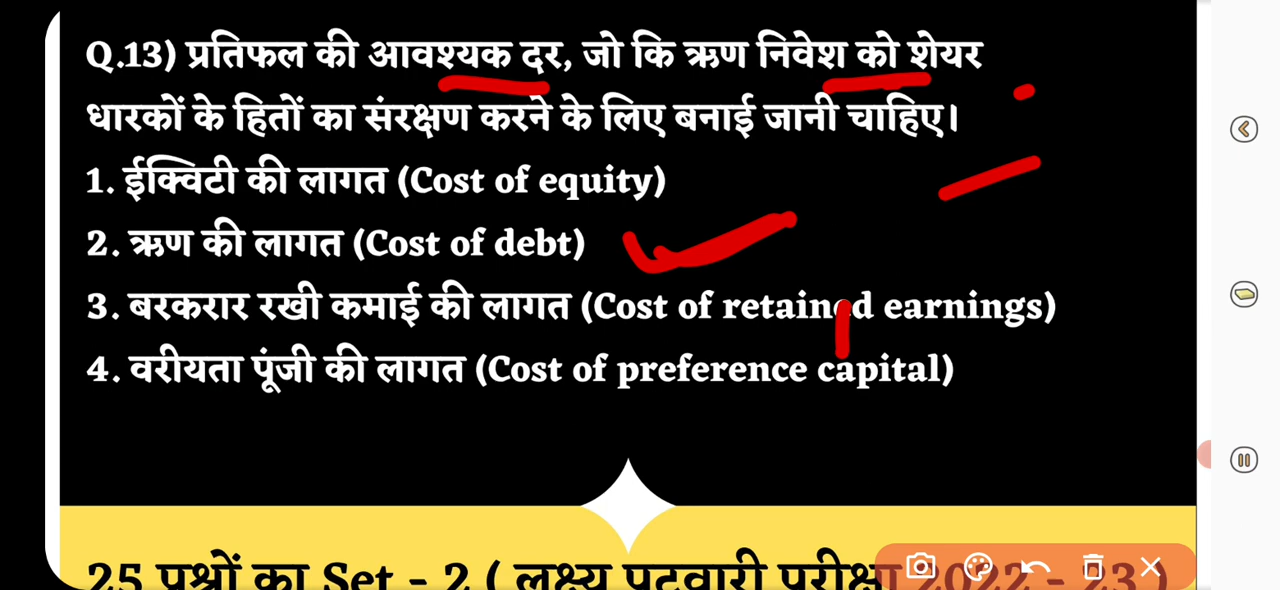 Q.13) प्रतिफल की आवश्यक दर, जो कि ऋण निवेश को शेयर
धारकों के हितों का संरक्षण करने के लिए बनाई जानी चाहिए।
1. ईक्विटी की लागत (Cost of equity)
2. ऋण की लागत (Cost of debt)
3. बरकरार रखी कमाई की लागत (Cost of retained earnings)
4. वरीयता पूंजी की लागत (Cost of preference capital)
25 प्रश्नों का Set - 2 ( लक्ष्य पटवारी परीक्षा 2022 - 23 )